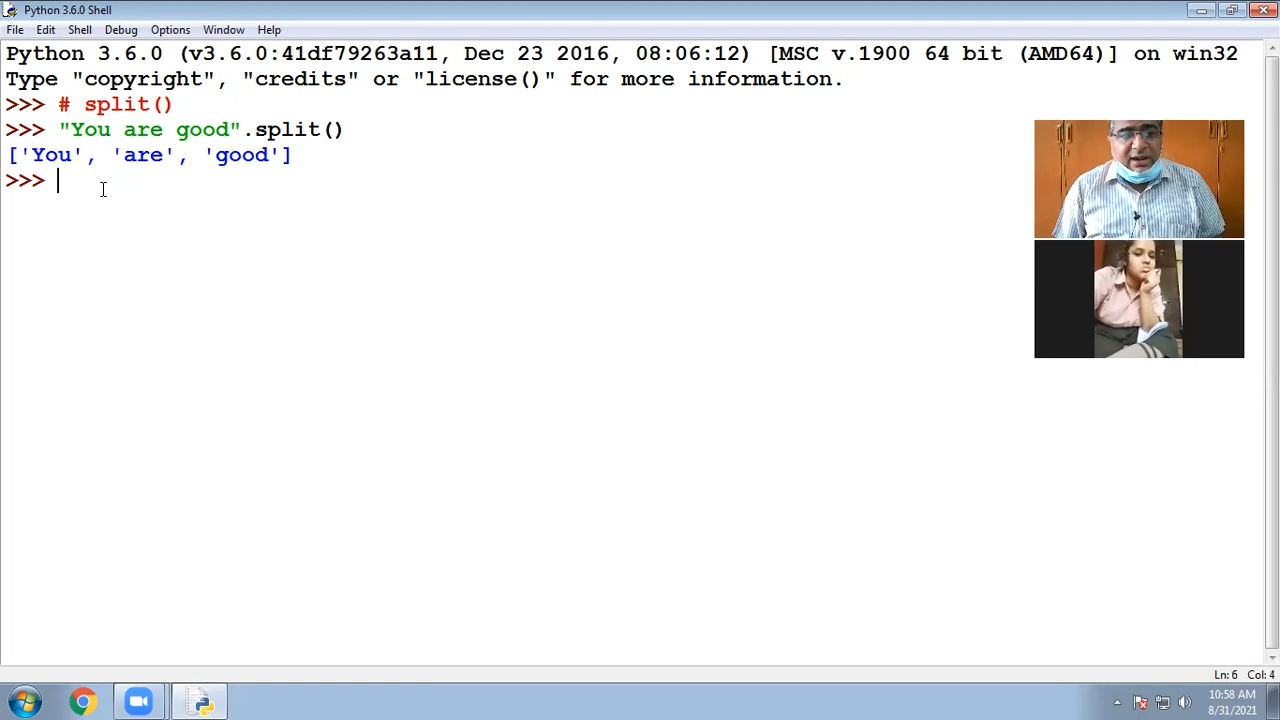 Python 3.6.0 Shell
File Edit Shell Debug Options Window Help
Python 3.6.0 (v3.6.0:41df79263a11, Dec 23 2016, 08:06:12) [MSC v.1900 64 bit (AMD64)] on win32
Type "copyright", "credits" or "license()" for more information.
>>> # split()
>>> "You are good".split()
['You', 'are', 'good']
>>>
Ln: 6 Col: 4
10:58 AM
8/31/2021